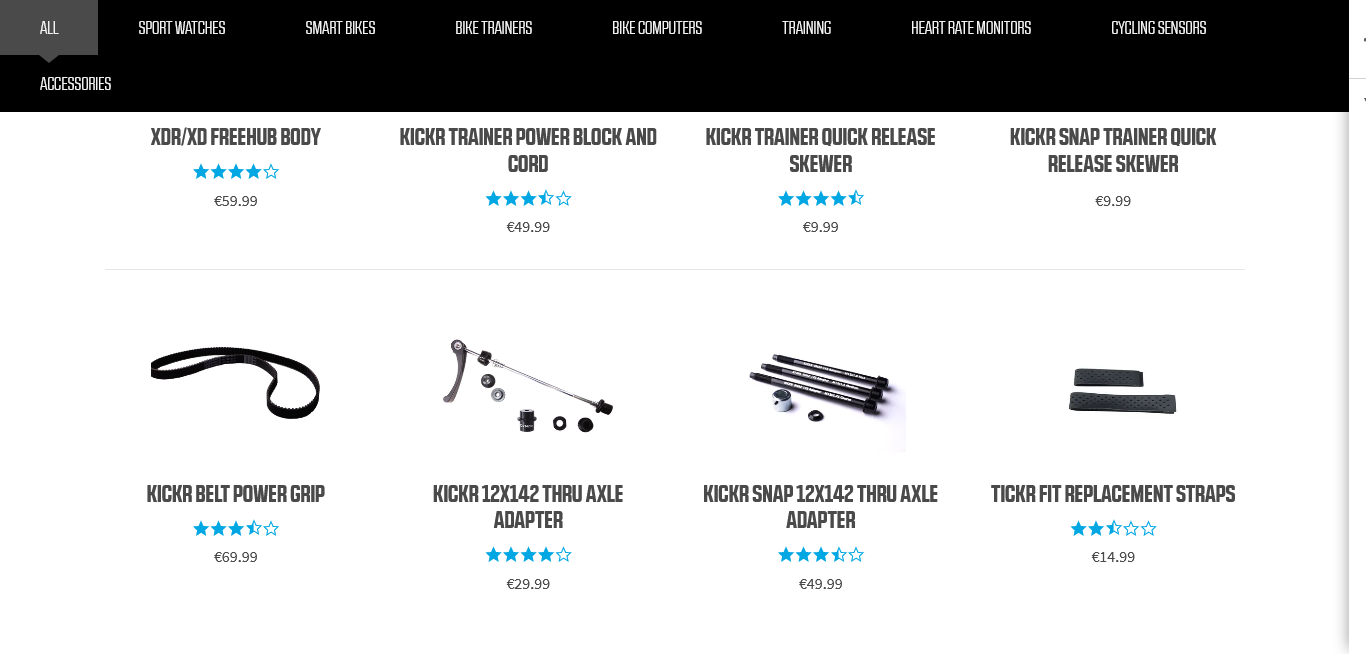 ALL
SPORT WATCHES
SMART BIKES
BIKE TRAINERS
BIKE COMPUTERS
TRAINING
HEART RATE MONITORS
CYCLING SENSORS
ACCESSORIES
XDR/XD FREEHUB BODY
€59.99
KICKR TRAINER POWER BLOCK AND
CORD
€49.99
KICKR TRAINER QUICK RELEASE
SKEWER
€9.99
KICKR SNAP TRAINER QUICK
RELEASE SKEWER
€9.99
KICKR BELT POWER GRIP
€69.99
KICKR 12X142 THRU AXLE
ADAPTER
€29.99
KICKR SNAP 12X142 THRU AXLE
ADAPTER
€49.99
TICKR FIT REPLACEMENT STRAPS
€14.99